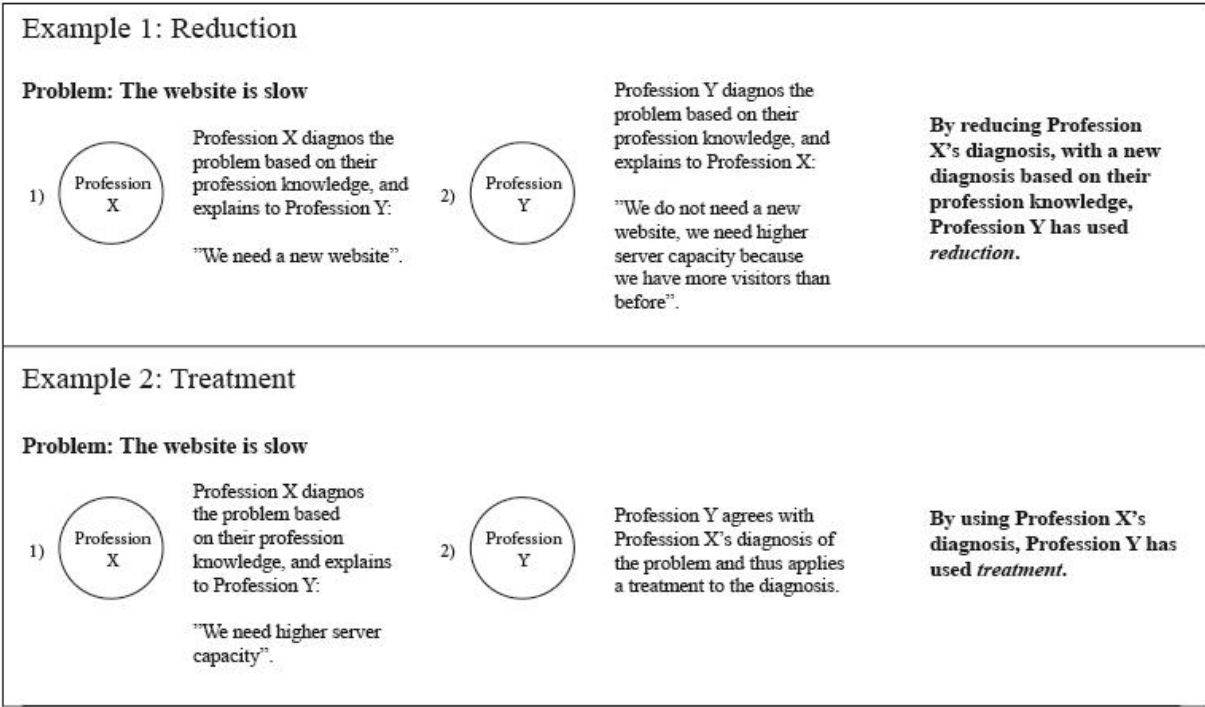 Example 1: Reduction
Problem: The website is slow
1)
Profession
X
Profession X diagnos the
problem based on their
profession knowledge, and
explains to Profession Y:
”We need a new website”.
2)
Profession
Y
Profession Y diagnos the
problem based on their
profession knowledge, and
explains to Profession X:
”We do not need a new
website, we need higher
server capacity because
we have more visitors than
before”.
By reducing Profession
X’s diagnosis, with a new
diagnosis based on their
profession knowledge,
Profession Y has used
reduction.
Example 2: Treatment
Problem: The website is slow
1)
Profession
X
Profession X diagnos
the problem based
on their profession
knowledge, and explains
to Profession Y:
”We need higher server
capacity”.
2)
Profession
Y
Profession Y agrees with
Profession X’s diagnosis of
the problem and thus applies
a treatment to the diagnosis.
By using Profession X’s
diagnosis, Profession Y has
used treatment.